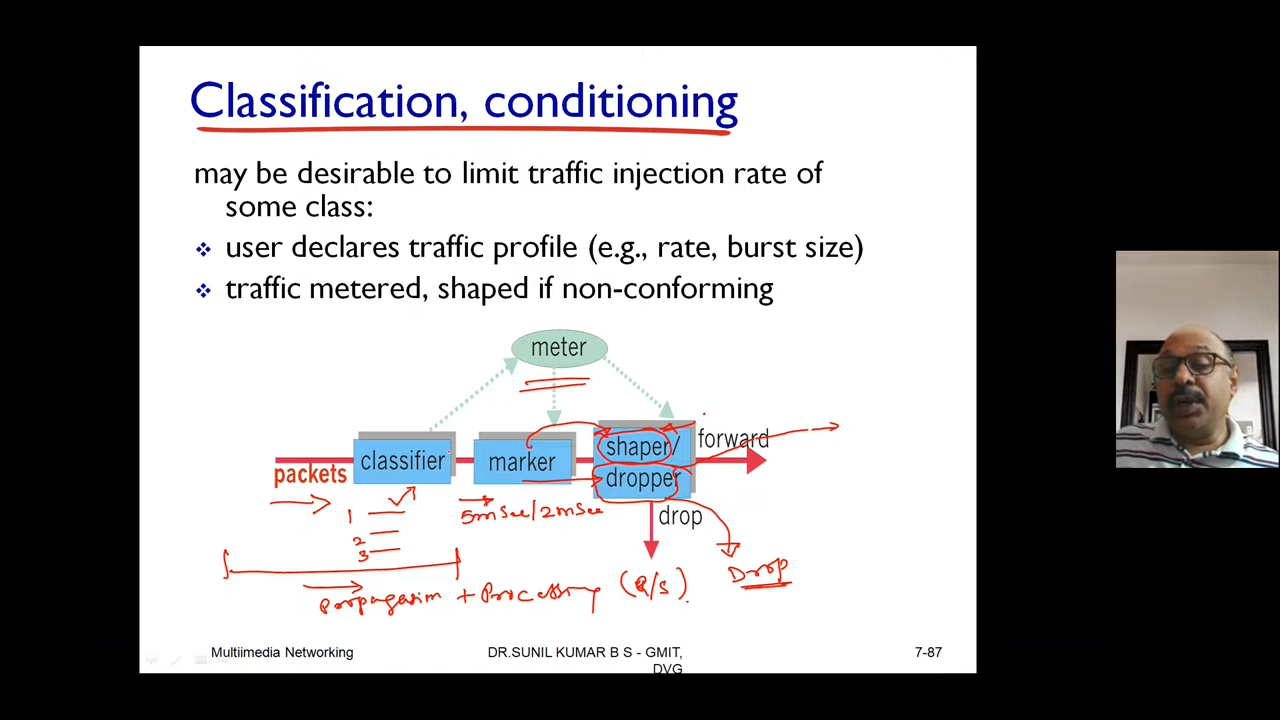 Classification, conditioning
may be desirable to limit traffic injection rate of
some class:
user declares traffic profile (e.g., rate, burst size)
traffic metered, shaped if non-conforming
meter
packets
classifier
marker
shaper/
dropper
forward
drop
1
2
3
5msec/2msec
Drop
+ Processing
Multiimedia Networking
DR.SUNIL KUMAR B S - GMIT,
DVG
7-87